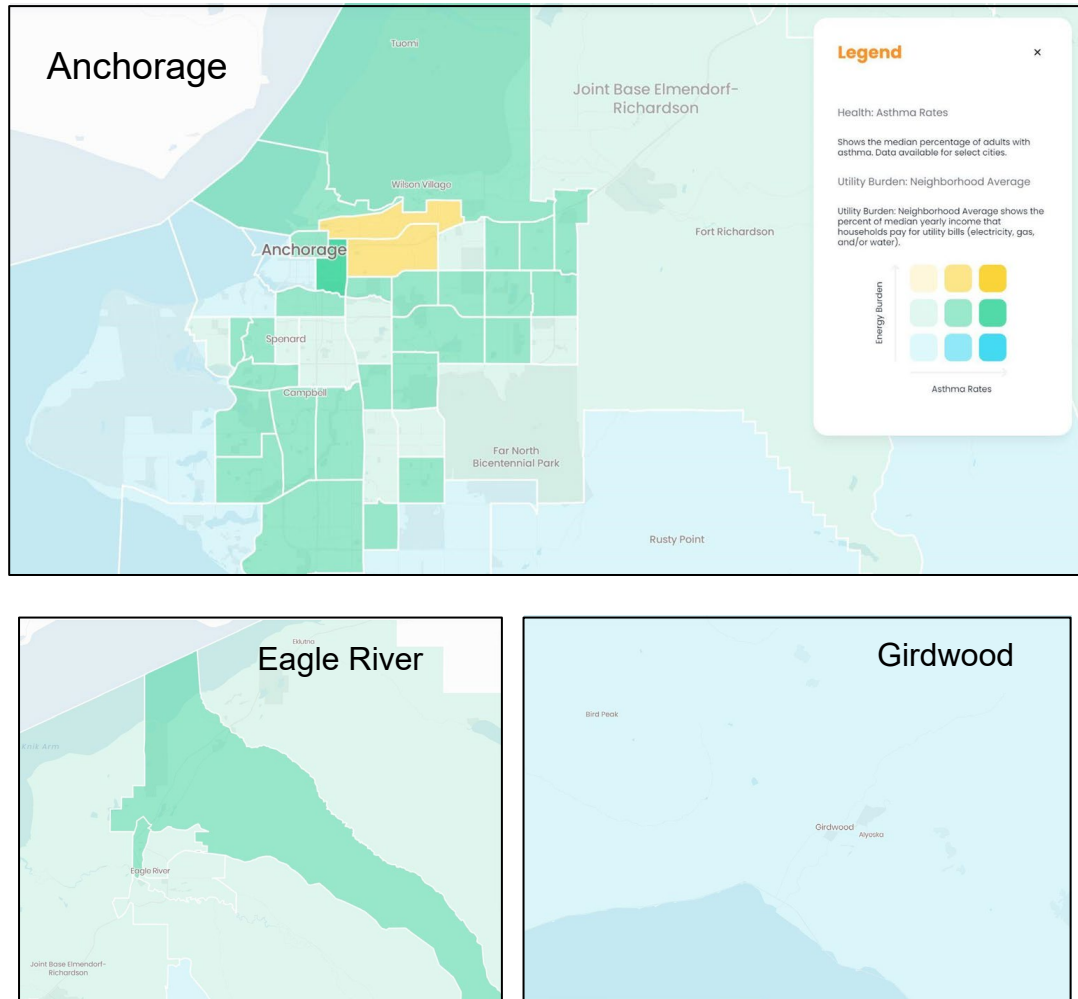 Anchorage
Tuomi
Joint Base Elmendorf-
Richardson
Wilson Village
Anchorage
Fort Richardson
Spenard
Campbell
Far North
Bicentennial Park
Rusty Point
Legend
×
Health: Asthma Rates
Shows the median percentage of adults with
asthma. Data available for select cities.
Utility Burden: Neighborhood Average
Utility Burden: Neighborhood Average shows the
percent of median yearly income that
households pay for utility bills (electricity, gas,
and/or water).
Energy Burden
Asthma Rates
Eklutna
Eagle River
Knik Arm
Eagle River
Joint Base Elmendorf-
Richardson
Girdwood
Bird Peak
Girdwood
Alyeska